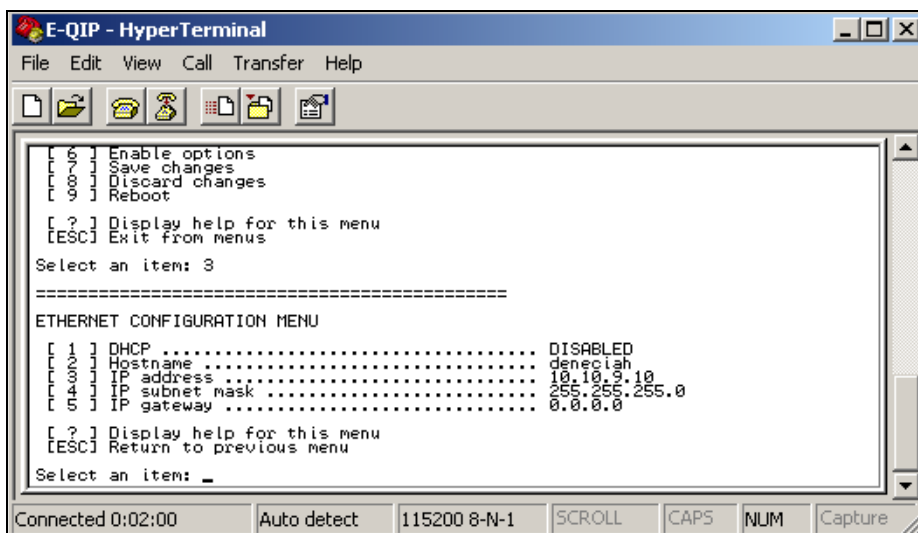 E-QIP - HyperTerminal
File Edit View Call Transfer Help
[ 6 ] Enable options
[ 7 ] Save changes
[ 8 ] Discard changes
[ 9 ] Reboot
[ ? ] Display help for this menu
[ESC] Exit from menus
Select an item: 3
=============================================
ETHERNET CONFIGURATION MENU
[ 1 ] DHCP .................................... DISABLED
[ 2 ] Hostname ................................ deneciah
[ 3 ] IP address .............................. 10.10.9.10
[ 4 ] IP subnet mask .......................... 255.255.255.0
[ 5 ] IP gateway .............................. 0.0.0.0
[ ? ] Display help for this menu
[ESC] Return to previous menu
Select an item: _
Connected 0:02:00 Auto detect 115200 8-N-1 SCROLL CAPS NUM Capture